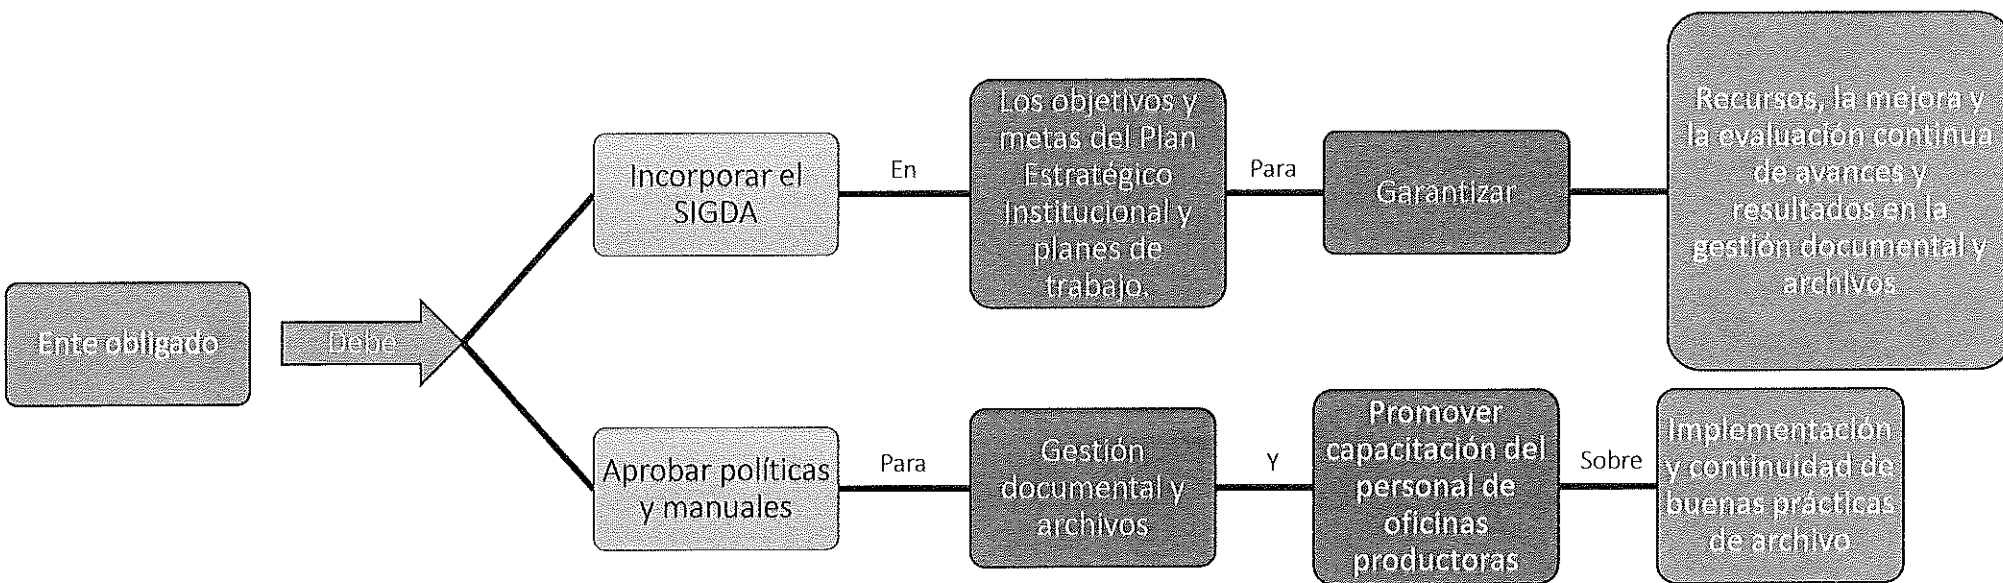 Ente obligado
Debe
Incorporar el
SIGDA
En
Los objetivos y
metas del Plan
Estratégico
Institucional y
planes de
trabajo.
Para
Garantizar
Recursos, la mejora y
la evaluación continua
de avances y
resultados en la
gestión documental y
archivos
Aprobar políticas
y manuales
Para
Gestión
documental y
archivos
Y
Promover
capacitación del
personal de
oficinas
productoras
Sobre
Implementación
y continuidad de
buenas prácticas
de archivo